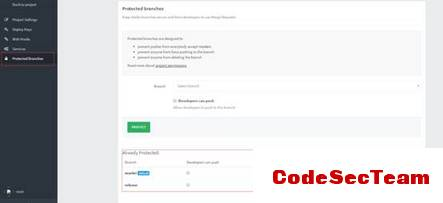 Back to project
Project Settings
Deploy Keys
Web Hooks
Services
Protected branches
Protected branches
Keep stable branches secure and force developers to use Merge Requests
Protected branches are designed to
prevent pushes from everybody except masters
prevent anyone from force pushing to the branch
prevent anyone from deleting the branch
Read more about project permissions
Branch
Select branch
Developers can push
Allow developers to push to this branch
PROTECT
Already Protected:
Branch
Developers can push
master default
release
CodeSecTeam